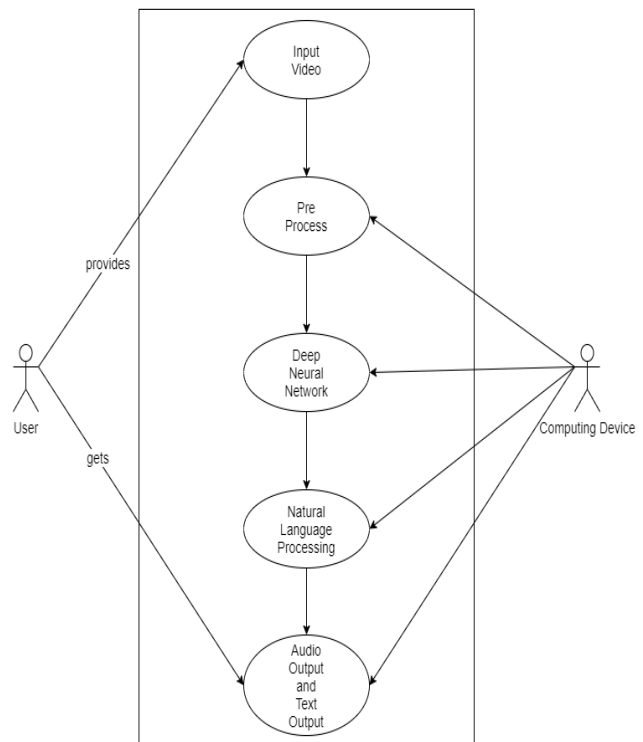 Input
Video
Pre
Process
provides
Deep
Neural
Network
User
Computing Device
gets
Natural
Language
Processing
Audio
Output
and
Text
Output